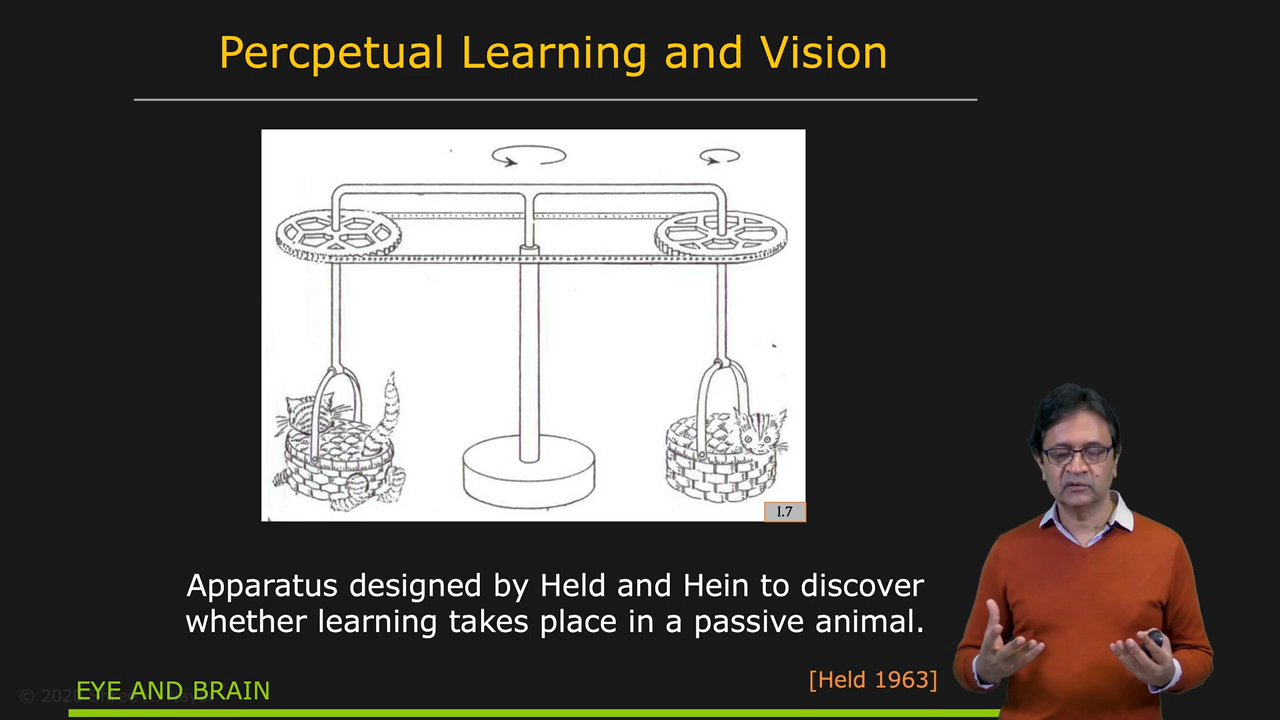 Percpetual Learning and Vision
I.7
Apparatus designed by Held and Hein to discover
whether learning takes place in a passive animal.
[Held 1963]
EYE AND BRAIN